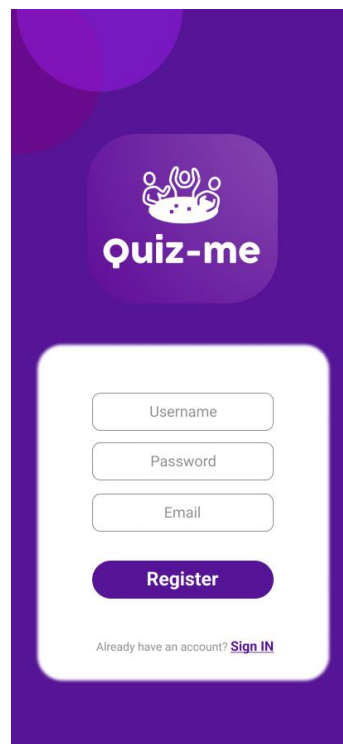 Quiz-me
Username
Password
Email
Register
Already have an account? Sign IN